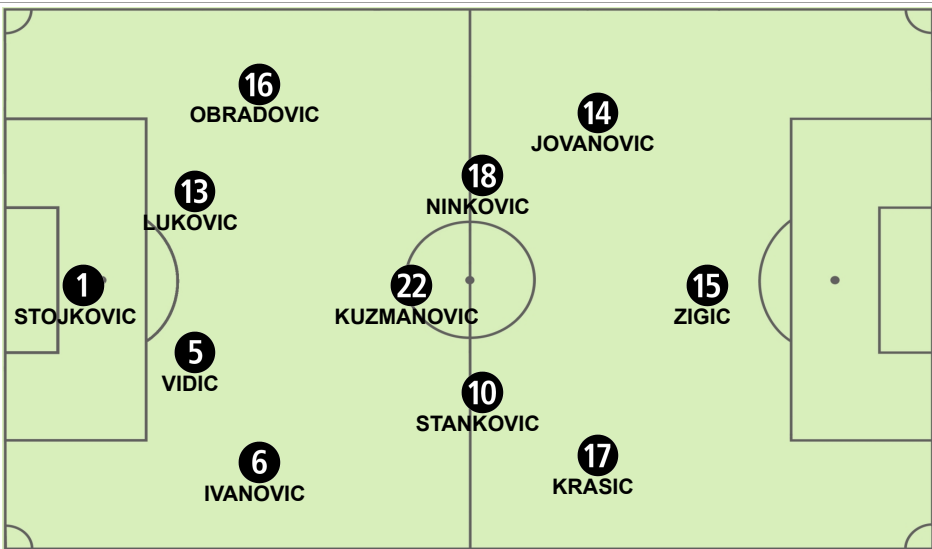 16
OBRADOVIC
14
JOVANOVIC
13
LUKOVIC
18
NINKOVIC
1
STOJKOVIC
22
KUZMANOVIC
15
ZIGIC
5
VIDIC
10
STANKOVIC
6
IVANOVIC
17
KRASIC